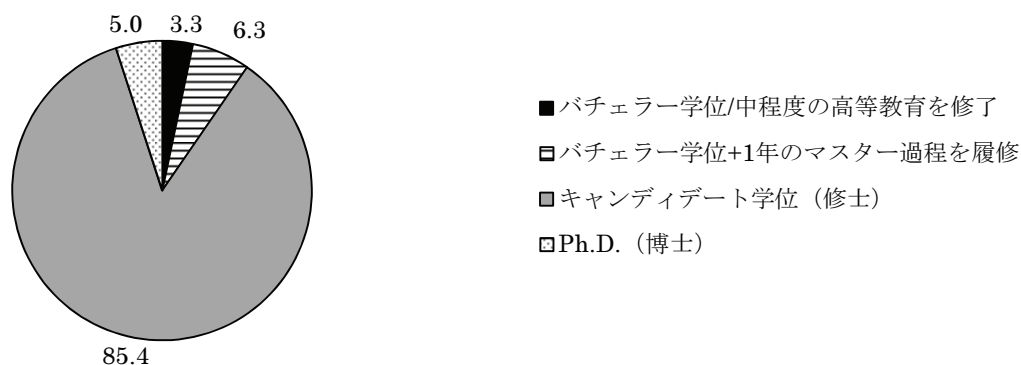 5.0
3.3
6.3
85.4
バチェラー学位/中程度の高等教育を修了
バチェラー学位+1年のマスター過程を履修
キャンディデート学位（修士）
Ph.D.（博士）